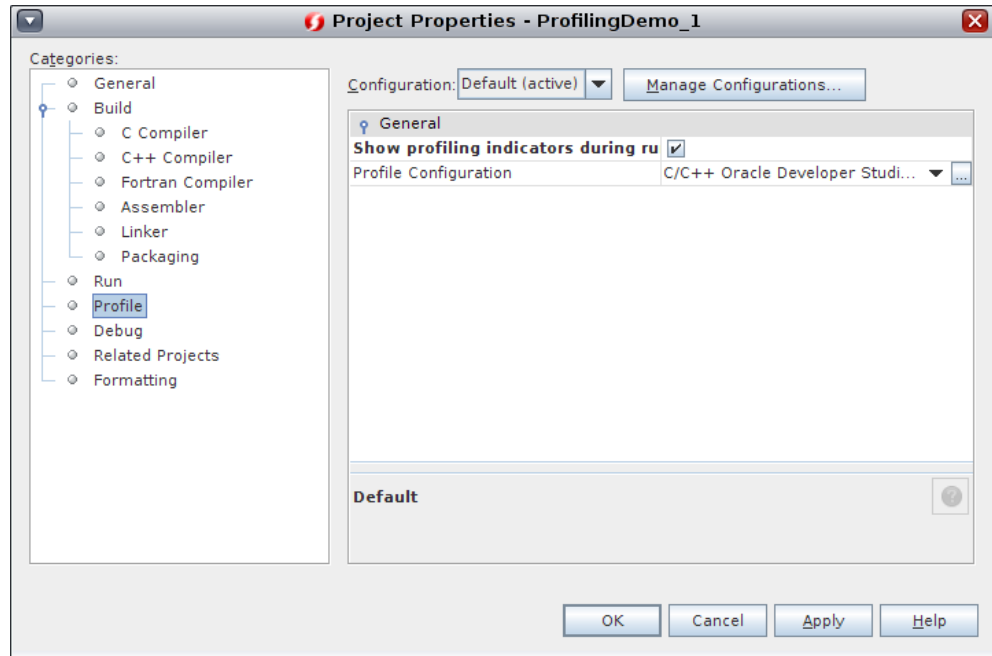 Project Properties - ProfilingDemo_1
Categories:
General
Build
C Compiler
C++ Compiler
Fortran Compiler
Assembler
Linker
Packaging
Run
Profile
Debug
Related Projects
Formatting
Configuration: Default (active) Manage Configurations...
General
Show profiling indicators during ru
Profile Configuration C/C++ Oracle Developer Studi... ...
Default
?
OK Cancel Apply Help